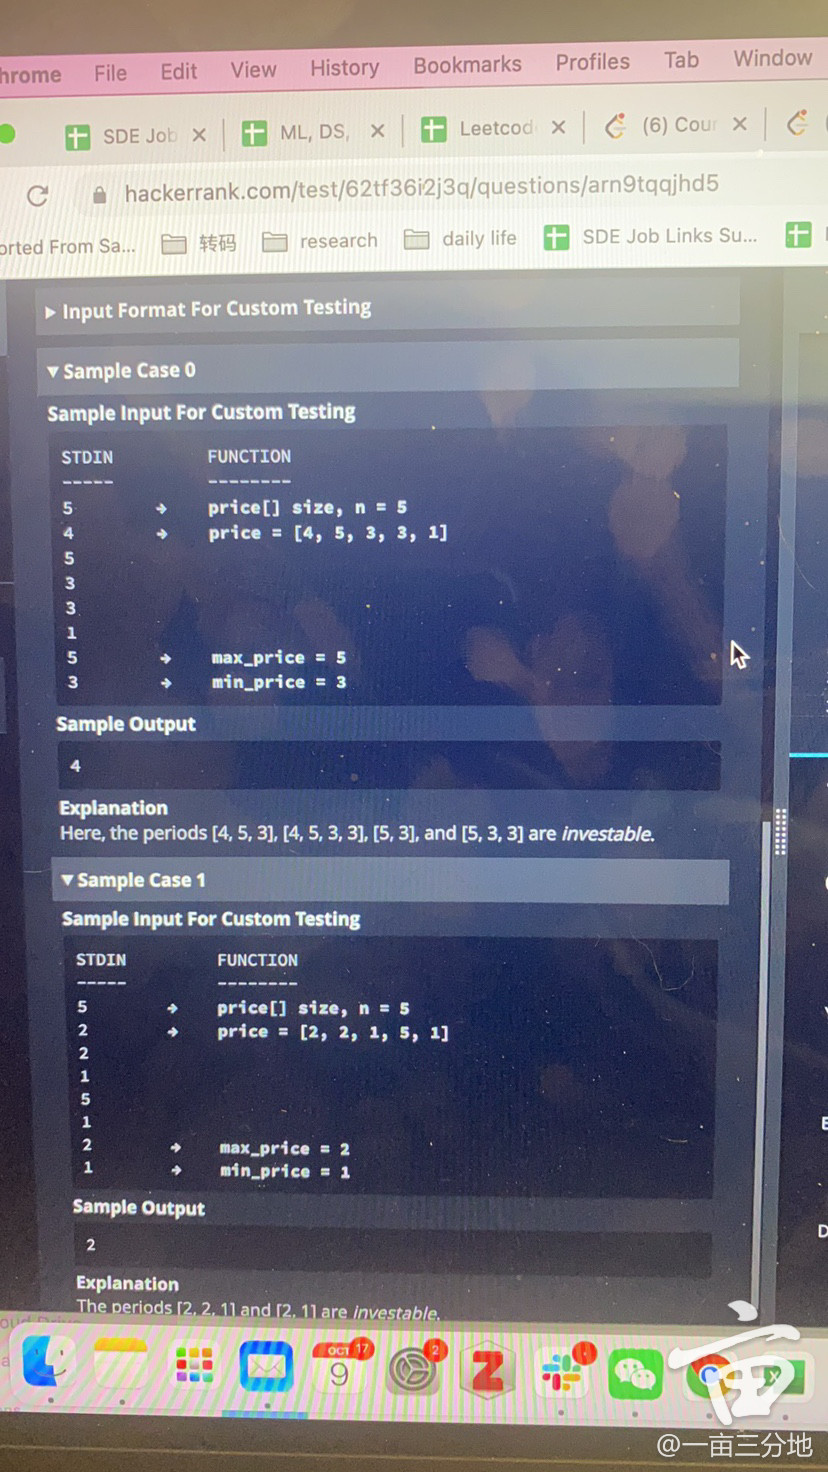 hrome File Edit View History Bookmarks Profiles Tab Window
SDE Job ML, DS, Leetcod (6) Cour
hackerrank.com/test/62tf36i2j3q/questions/arn9tqqjhd5
orted From Sa... 转码 research daily life SDE Job Links Su...
▶ Input Format For Custom Testing
▼ Sample Case 0
Sample Input For Custom Testing
STDIN FUNCTION
----- --------
5 → price[] size, n = 5
4 → price = [4, 5, 3, 3, 1]
5
3
3
1
5 → max_price = 5
3 → min_price = 3
Sample Output
4
Explanation
Here, the periods [4, 5, 3], [4, 5, 3, 3], [5, 3], and [5, 3, 3] are investable.
▼ Sample Case 1
Sample Input For Custom Testing
STDIN FUNCTION
----- --------
5 → price[] size, n = 5
2 → price = [2, 2, 1, 5, 1]
2
1
5
1
2 → max_price = 2
1 → min_price = 1
Sample Output
2
Explanation
The periods [2, 2, 1] and [2, 1] are investable.
OCT 17
9
2
Z
亩
@一亩三分地